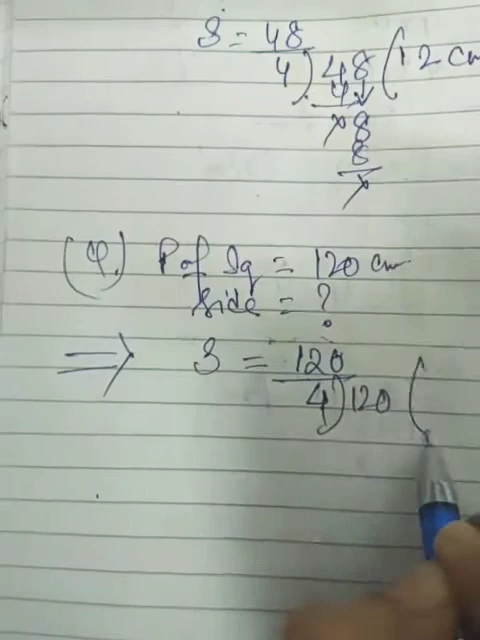 S = 48
4 ) 48 ( 12 cm
4↓
×8
8
×
(4.) P of Sq = 120 cm
Side = ?
⇒ S = 120
4 ) 120 (